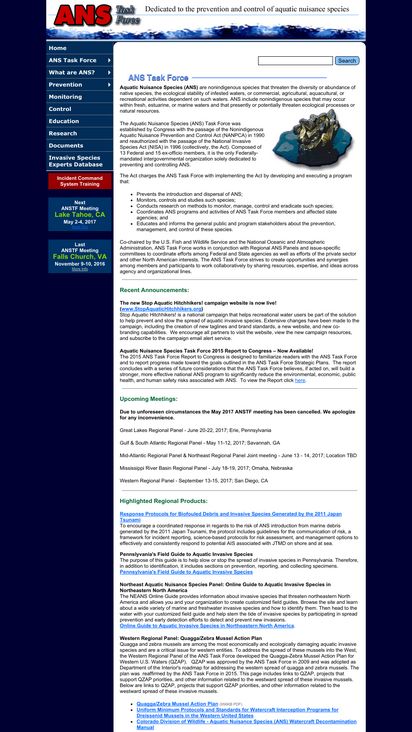 ANS Task Force
Dedicated to the prevention and control of aquatic nuisance species
Home
ANS Task Force
What are ANS?
Prevention
Monitoring
Control
Education
Research
Documents
Invasive Species
Experts Database
Incident Command
System Training
Next
ANSTF Meeting
Lake Tahoe, CA
May 2-4, 2017
Last
ANSTF Meeting
Falls Church, VA
November 9-10, 2016
More Info
Search
ANS Task Force
Aquatic Nuisance Species (ANS) are nonindigenous species that threaten the diversity or abundance of
native species, the ecological stability of infested waters, or commercial, agricultural, aquacultural, or
recreational activities dependent on such waters. ANS include nonindigenous species that may occur
within fresh, estuarine, or marine waters and that presently or potentially threaten ecological processes or
natural resources.
The Aquatic Nuisance Species (ANS) Task Force was
established by Congress with the passage of the Nonindigenous
Aquatic Nuisance Prevention and Control Act (NANPCA) in 1990
and reauthorized with the passage of the National Invasive
Species Act (NISA) in 1996 (collectively, the Act). Composed of
13 Federal and 15 ex-officio members, it is the only Federally-
mandated intergovernmental organization solely dedicated to
preventing and controlling ANS.
The Act charges the ANS Task Force with implementing the Act by developing and executing a program
that:
• Prevents the introduction and dispersal of ANS;
• Monitors, controls and studies such species;
• Conducts research on methods to monitor, manage, control and eradicate such species;
• Coordinates ANS programs and activities of ANS Task Force members and affected state
agencies; and
• Educates and informs the general public and program stakeholders about the prevention,
management, and control of these species.
Co-chaired by the U.S. Fish and Wildlife Service and the National Oceanic and Atmospheric
Administration, ANS Task Force works in conjunction with Regional ANS Panels and issue-specific
committees to coordinate efforts among Federal and State agencies as well as efforts of the private sector
and other North American interests. The ANS Task Force strives to create opportunities and synergies
among members and participants to work collaboratively by sharing resources, expertise, and ideas across
agency and organizational lines.
Recent Announcements:
The new Stop Aquatic Hitchhikers! campaign website is now live!
(www.StopAquaticHitchhikers.org)
Stop Aquatic Hitchhikers! is a national campaign that helps recreational water users be part of the solution
to help prevent and stop the spread of aquatic invasive species. Extensive changes have been made to the
campaign, including the creation of new taglines and brand standards, a new website, and new co-
branding capabilities. We encourage all partners to visit the website, view the new campaign resources,
and subscribe to the campaign email alert service.
Aquatic Nuisance Species Task Force 2015 Report to Congress – Now Available!
The 2015 ANS Task Force Report to Congress is designed to familiarize readers with the ANS Task Force
and to report progress made toward the goals outlined in the ANS Task Force Strategic Plans. The report
concludes with a series of future considerations that the ANS Task Force believes, if acted on, will build a
stronger, more effective national ANS program to significantly reduce the environmental, economic, public
health, and human safety risks associated with ANS. To view the Report click here.
Upcoming Meetings:
Due to unforeseen circumstances the May 2017 ANSTF meeting has been cancelled. We apologize
for any inconvenience.
Great Lakes Regional Panel - June 20-22, 2017; Erie, Pennsylvania
Gulf & South Atlantic Regional Panel - May 11-12, 2017; Savannah, GA
Mid-Atlantic Regional Panel & Northeast Regional Panel Joint meeting - June 13 - 14, 2017; Location TBD
Mississippi River Basin Regional Panel - July 18-19, 2017; Omaha, Nebraska
Western Regional Panel - September 13-15, 2017; San Diego, CA
Highlighted Regional Products:
Response Protocols for Biofouled Debris and Invasive Species Generated by the 2011 Japan
Tsunami
To encourage a coordinated response in regards to the risk of ANS introduction from marine debris
generated by the 2011 Japan Tsunami, the protocol includes guidelines for the communication of risk, a
framework for incident reporting, science-based protocols for risk assessment, and management options to
effectively and consistently respond to potential AIS associated with JTMD on shore and at sea.
Pennsylvania's Field Guide to Aquatic Invasive Species
The purpose of this guide is to help slow or stop the spread of invasive species in Pennsylvania. Therefore,
in addition to identification, it includes sections on prevention, reporting, and collecting specimens.
Pennsylvania's Field Guide to Aquatic Invasive Species
Northeast Aquatic Nuisance Species Panel: Online Guide to Aquatic Invasive Species in
Northeastern North America
The NEANS Online Guide provides information about invasive species that threaten northeastern North
America and allows you and your organization to create customized field guides. Browse the site and learn
about a wide variety of marine and freshwater invasive species and how to identify them. Then head to the
water with your customized field guide and help stem the tide of invasive species by participating in spread
prevention and early detection efforts to detect and prevent new invasions.
Online Guide to Aquatic Invasive Species in Northeastern North America.
Western Regional Panel: Quagga/Zebra Mussel Action Plan
Quagga and zebra mussels are among the most economically and ecologically damaging aquatic invasive
species and are a critical issue for western entities. To address the spread of these mussels into the West,
the Western Regional Panel of the ANS Task Force developed the Quagga-Zebra Mussel Action Plan for
Western U.S. Waters (QZAP). QZAP was approved by the ANS Task Force in 2009 and was adopted as
Department of the Interior's roadmap for addressing the western spread of quagga and zebra mussels. The
plan was reaffirmed by the ANS Task Force in 2015. This page includes links to QZAP, projects that
support QZAP priorities, and other information related to the westward spread of these invasive mussels.
Below are links to QZAP, projects that support QZAP priorities, and other information related to the
westward spread of these invasive mussels.
• Quagga/Zebra Mussel Action Plan
• Uniform Minimum Protocols and Standards for Watercraft Interception Programs for
Dreissenid Mussels in the Western United States
• Colorado Division of Wildlife - Aquatic Nuisance Species (ANS) Watercraft Decontamination
Manual